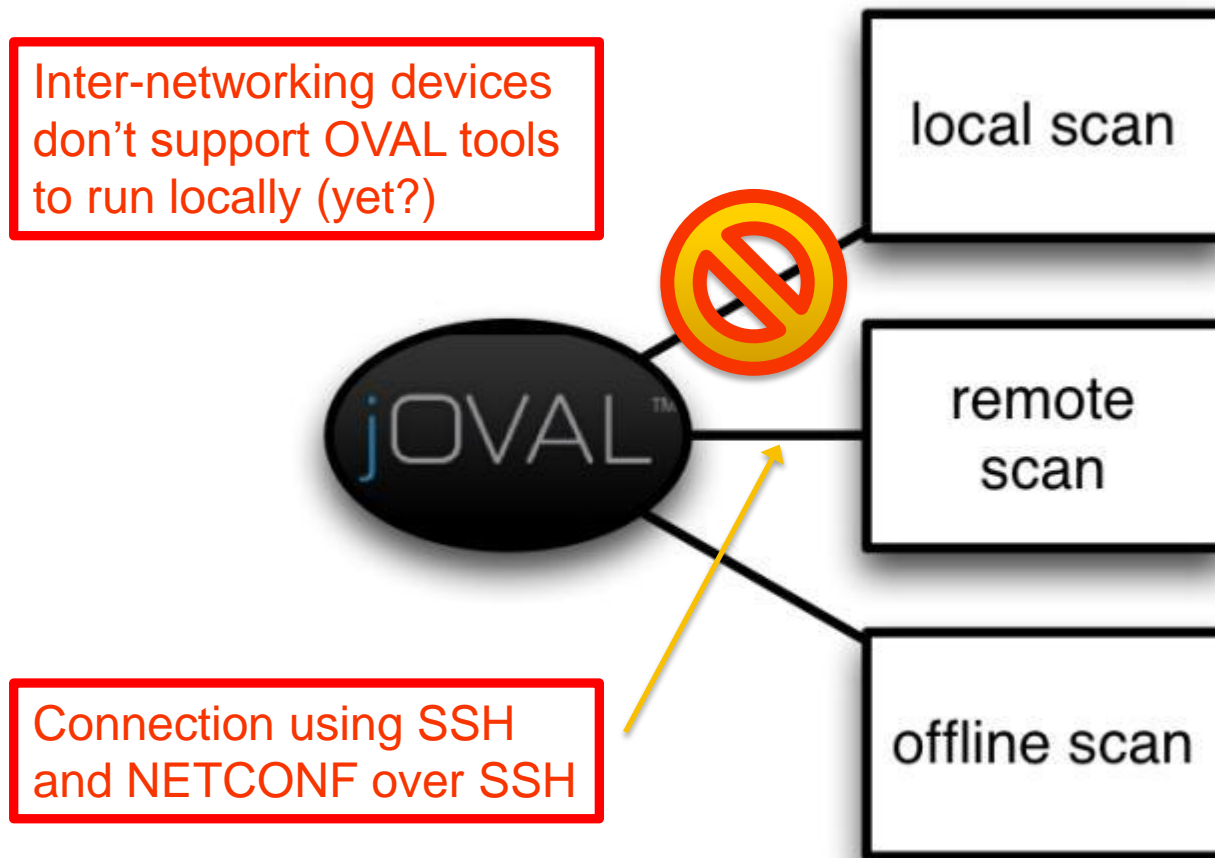 Inter-networking devices
don’t support OVAL tools
to run locally (yet?)
local scan
jOVAL™
remote
scan
Connection using SSH
and NETCONF over SSH
offline scan